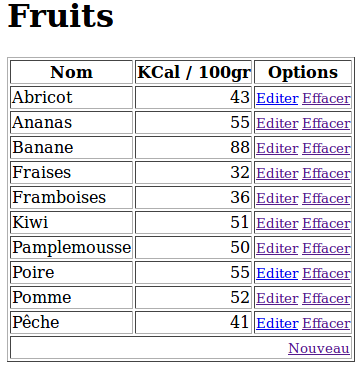 Fruits
Nom KCal / 100gr Options
Abricot 43 Editer Effacer
Ananas 55 Editer Effacer
Banane 88 Editer Effacer
Fraises 32 Editer Effacer
Framboises 36 Editer Effacer
Kiwi 51 Editer Effacer
Pamplemousse 50 Editer Effacer
Poire 55 Editer Effacer
Pomme 52 Editer Effacer
Pêche 41 Editer Effacer
Nouveau